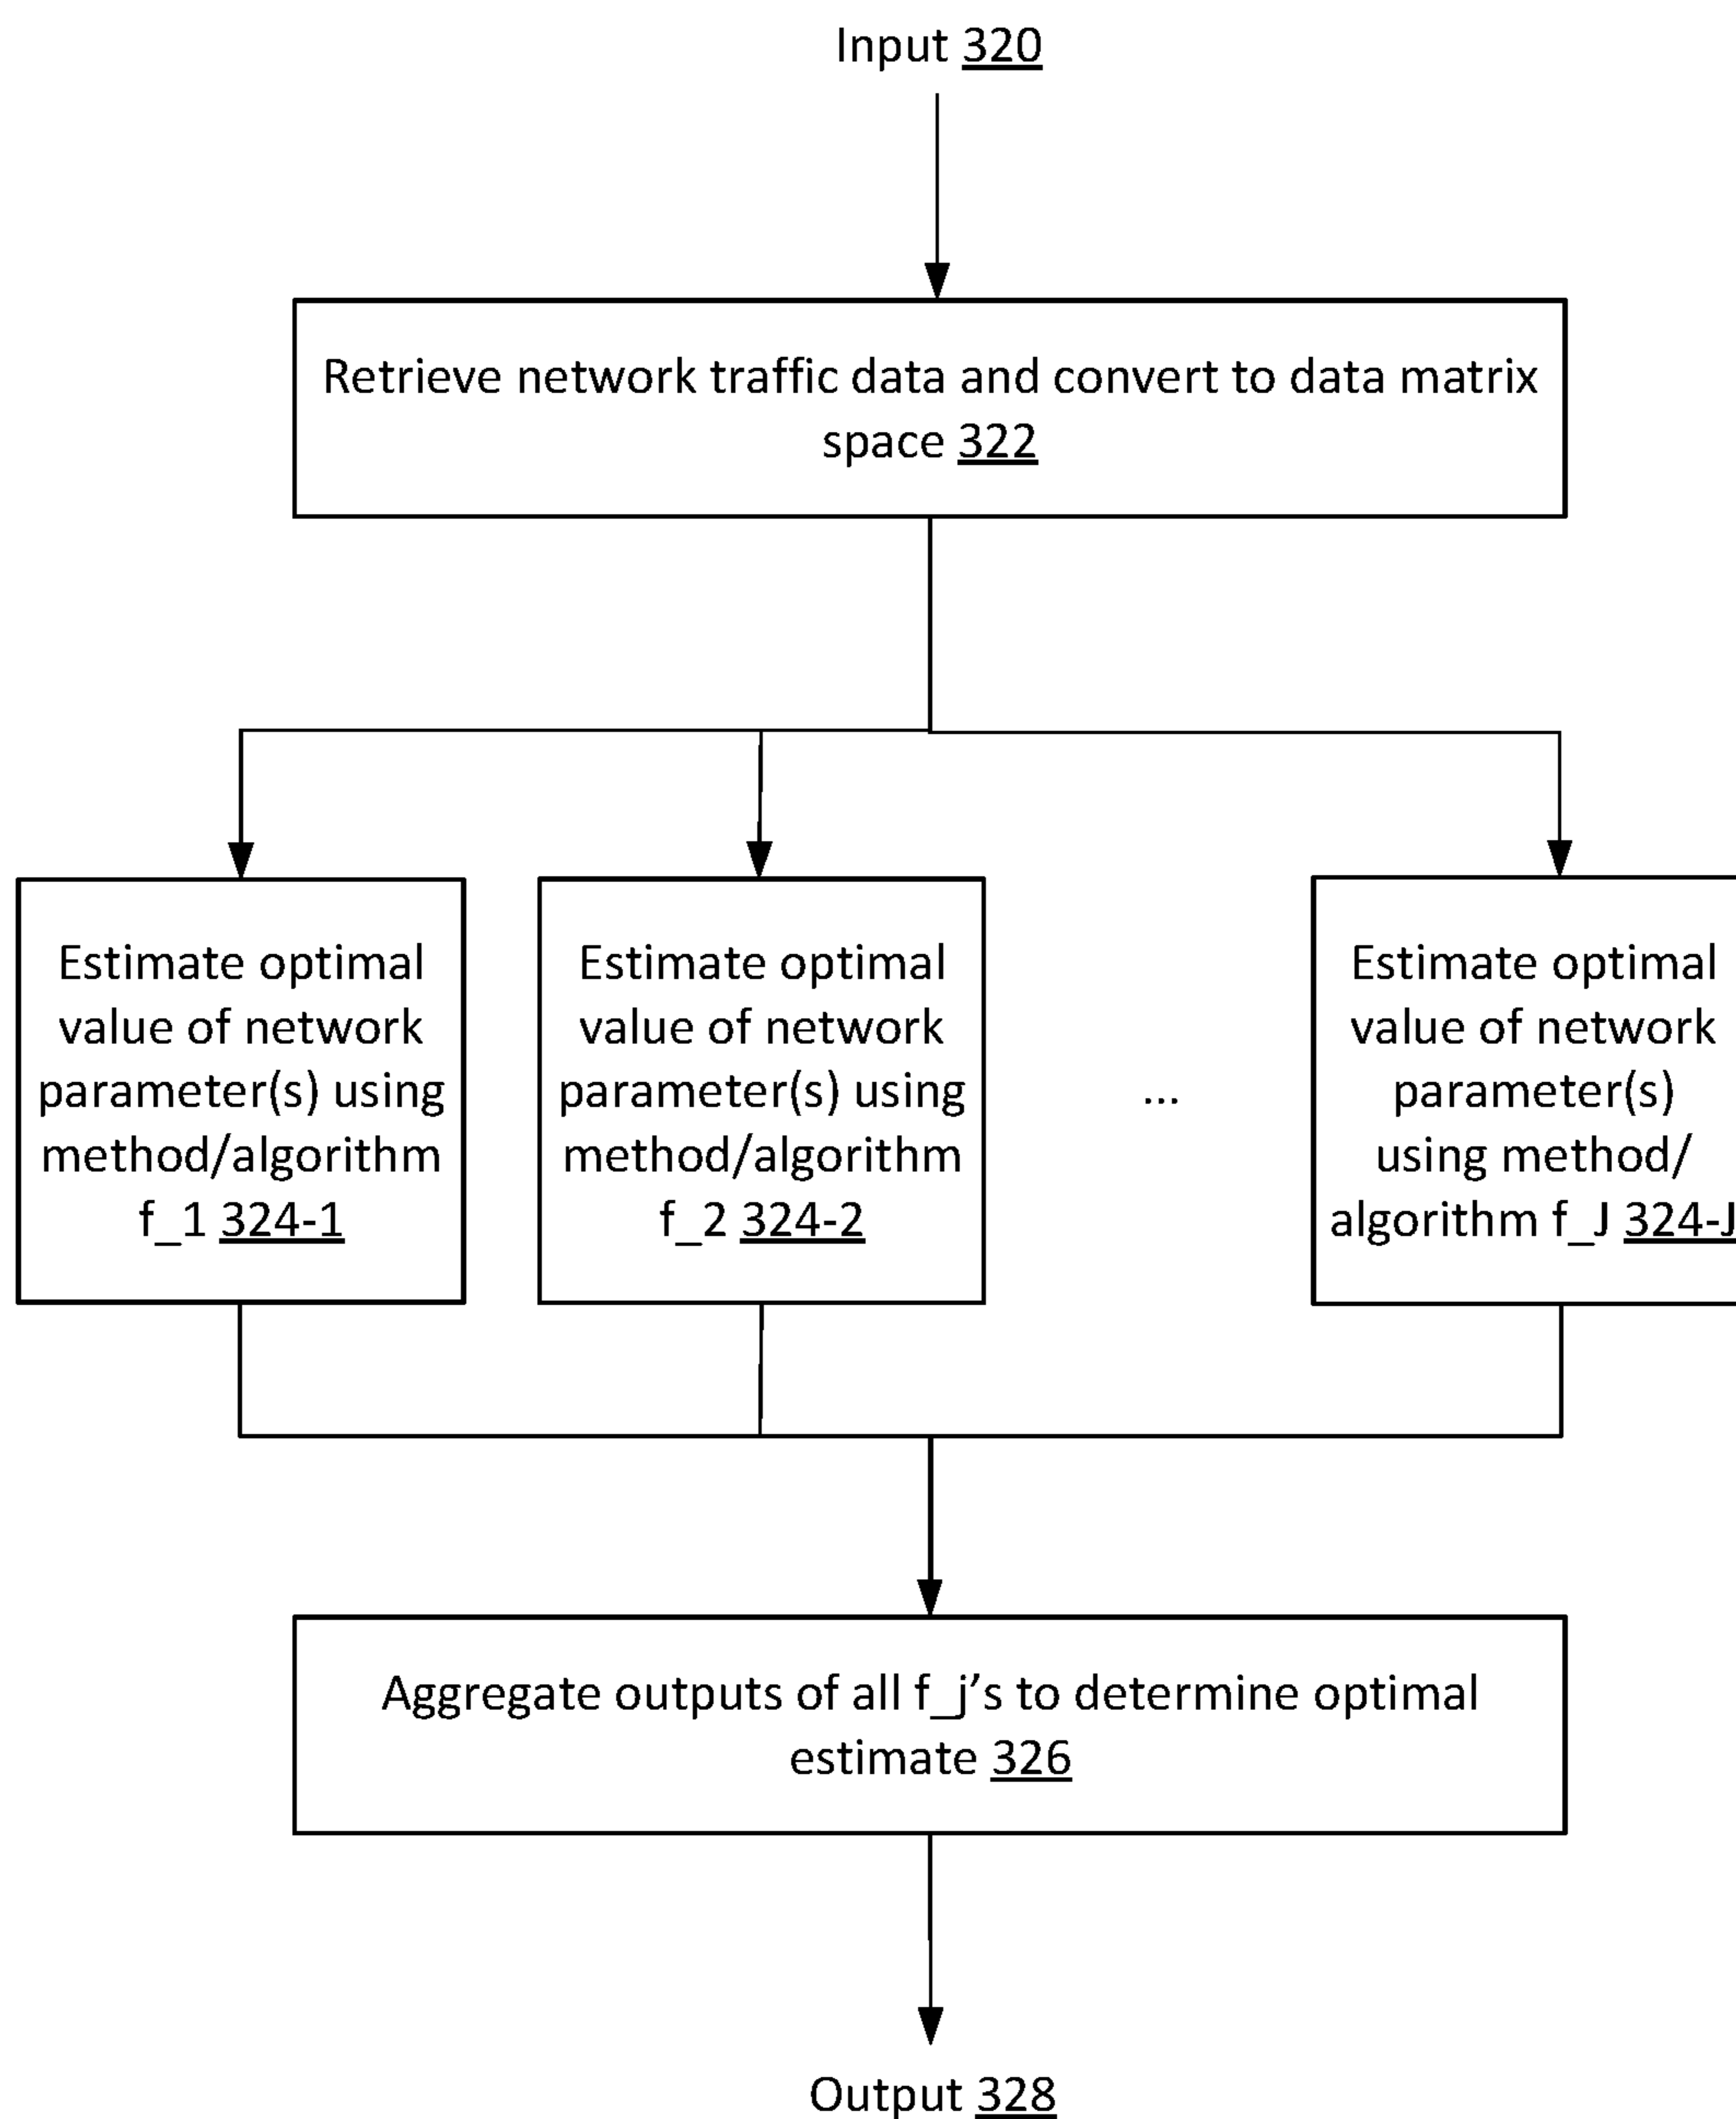 Input 320
Retrieve network traffic data and convert to data matrix
space 322
Estimate optimal
value of network
parameter(s) using
method/algorithm
f_1 324-1
Estimate optimal
value of network
parameter(s) using
method/algorithm
f_2 324-2
...
Estimate optimal
value of network
parameter(s)
using method/
algorithm f_J 324-J
Aggregate outputs of all f_j’s to determine optimal
estimate 326
Output 328